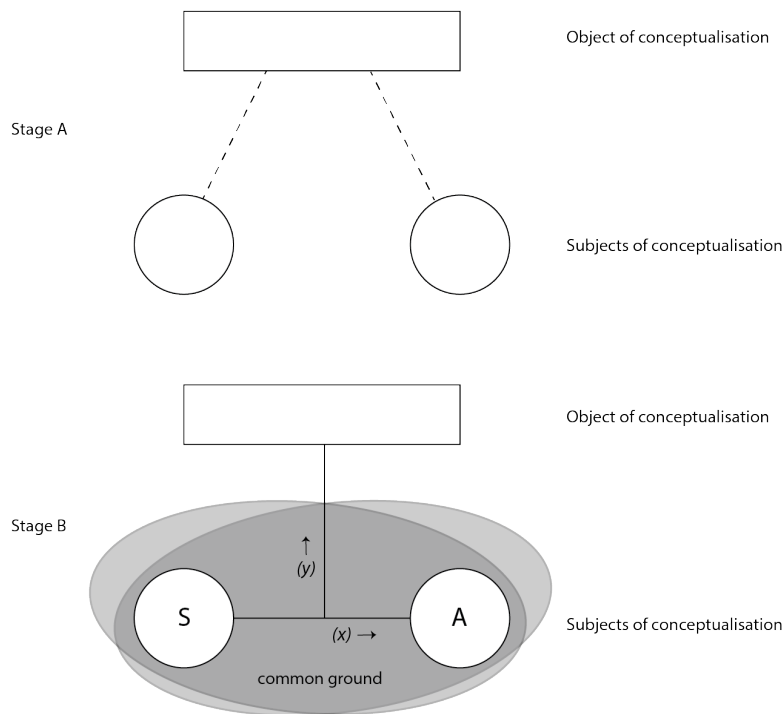 Object of conceptualisation
Stage A
Subjects of conceptualisation
Object of conceptualisation
Stage B
↑
(y)
S
A
(x) →
Subjects of conceptualisation
common ground